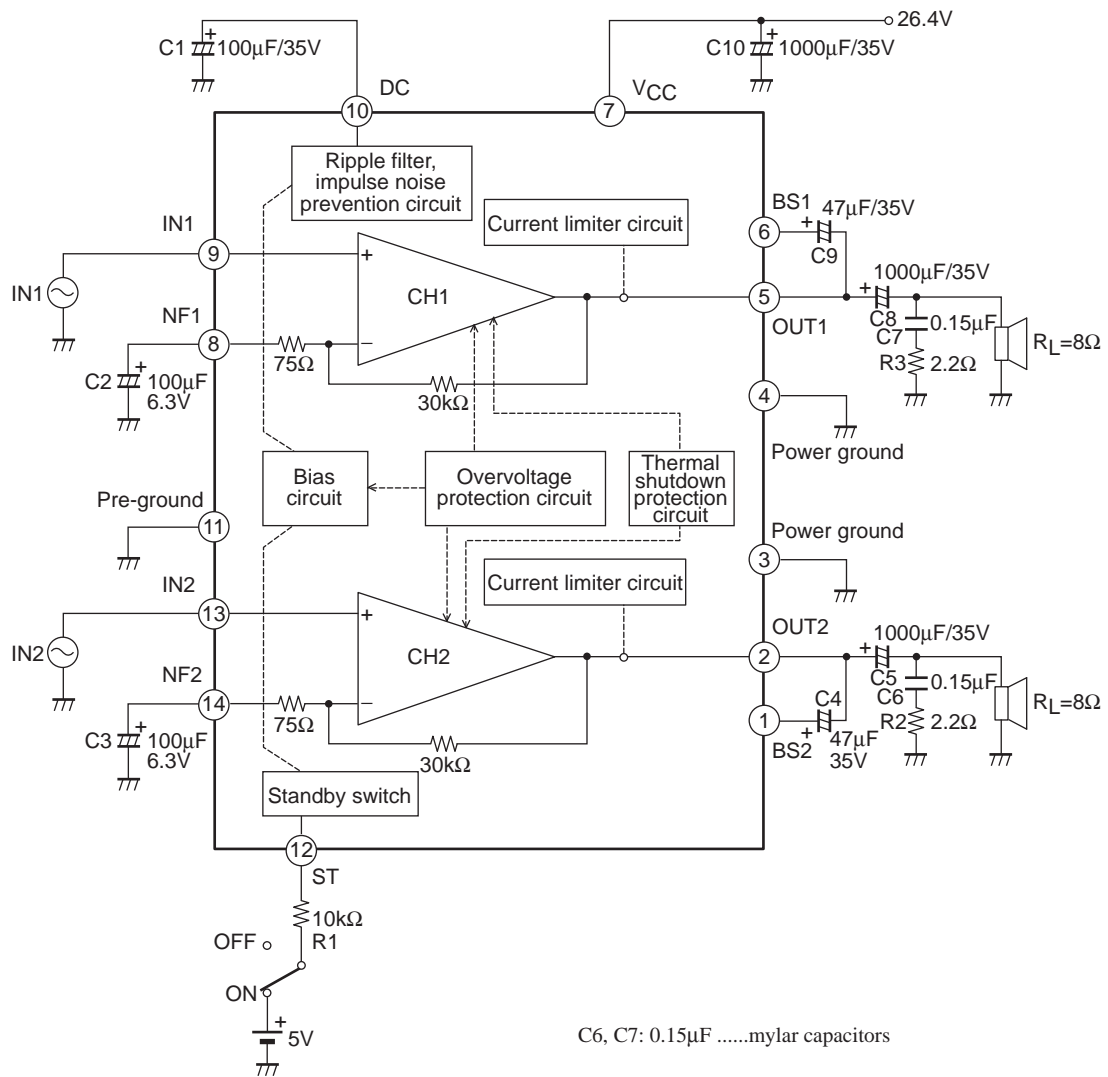 26.4V
C1
+
100µF/35V
C10
+
1000µF/35V
DC
VCC
10
7
Ripple filter,
impulse noise
prevention circuit
IN1
9
Current limiter circuit
BS1
47µF/35V
6
+
C9
+
CH1
IN1
1000µF/35V
+
5
OUT1
C8
C7
0.15µF
R3
2.2Ω
RL=8Ω
NF1
8
75Ω
−
C2
+
100µF
6.3V
30kΩ
4
Power ground
Bias
circuit
Overvoltage
protection circuit
Thermal
shutdown
protection
circuit
Pre-ground
11
Power ground
3
IN2
13
Current limiter circuit
OUT2
+
CH2
IN2
1000µF/35V
+
2
C5
C6
0.15µF
R2
2.2Ω
RL=8Ω
NF2
14
75Ω
−
C4
1
+
BS2
47µF
35V
C3
+
100µF
6.3V
30kΩ
Standby switch
12
ST
10kΩ
R1
OFF
ON
+
5V
C6, C7: 0.15µF ......mylar capacitors